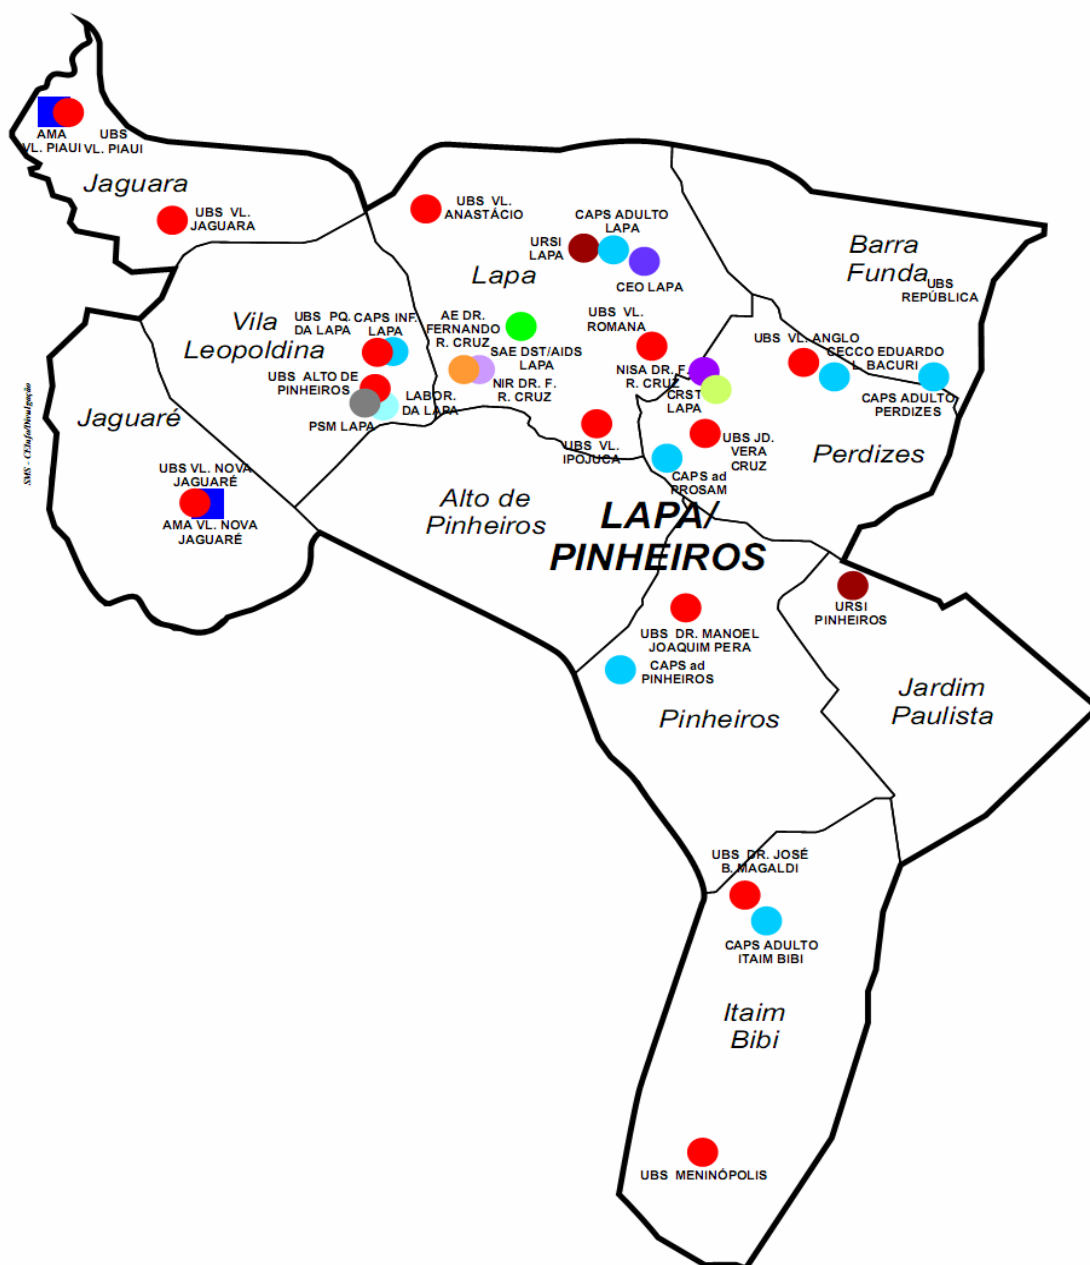 AMA
VL. PIAUI
UBS
VL. PIAUI
Jaguara
UBS VL.
JAGUARA
UBS VL.
ANASTÁCIO
CAPS ADULTO
LAPA
URSI
LAPA
CEO LAPA
Lapa
Barra
Funda
UBS
REPÚBLICA
Vila
Leopoldina
UBS PQ.
DA LAPA
CAPS INF.
LAPA
AE DR.
FERNANDO
R. CRUZ
UBS VL.
ROMANA
UBS VL. ANGLO
CECCO EDUARDO
L. BACURI
SAE DST/AIDS
LAPA
NISA DR. F.
R. CRUZ
UBS ALTO DE
PINHEIROS
NIR DR. F.
R. CRUZ
CRST
LAPA
CAPS ADULTO
PERDIZES
LABOR.
DA LAPA
PSM LAPA
SMS - CEInfo/Divulgação
Jaguaré
UBS VL.
IPOJUCA
UBS JD.
VERA
CRUZ
Perdizes
UBS VL. NOVA
JAGUARÉ
CAPS ad
PROSAM
AMA VL. NOVA
JAGUARÉ
Alto de
Pinheiros
LAPA/
PINHEIROS
URSI
PINHEIROS
UBS DR. MANOEL
JOAQUIM PERA
CAPS ad
PINHEIROS
Jardim
Paulista
Pinheiros
UBS DR. JOSÉ
B. MAGALDI
CAPS ADULTO
ITAIM BIBI
Itaim
Bibi
UBS MENINÓPOLIS